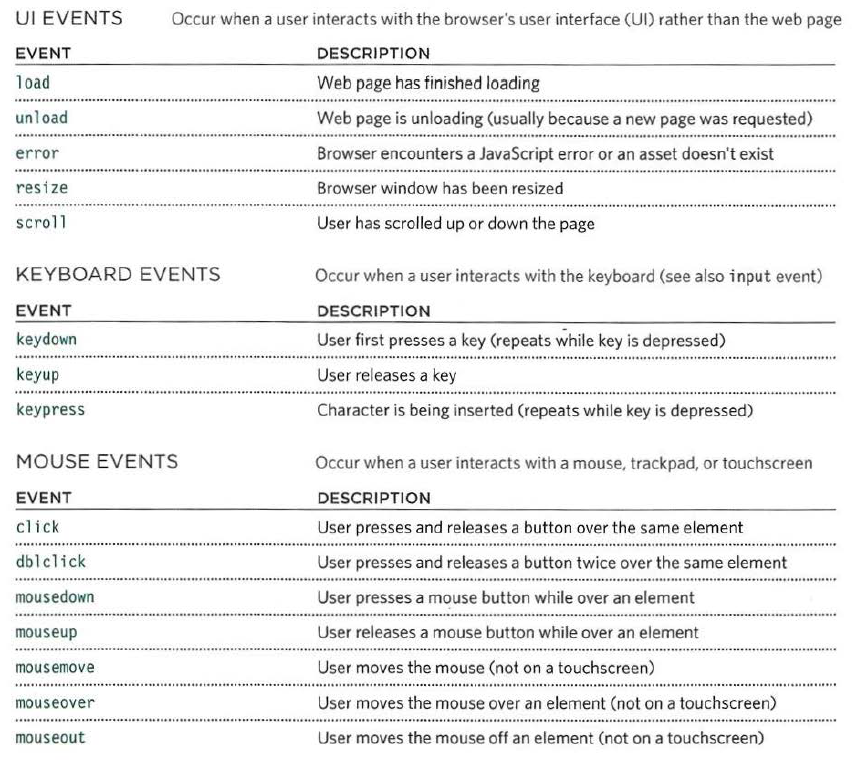 UI EVENTS Occur when a user interacts with the browser's user interface (UI) rather than the web page
EVENT DESCRIPTION
load Web page has finished loading
unload Web page is unloading (usually because a new page was requested)
error Browser encounters a JavaScript error or an asset doesn't exist
resize Browser window has been resized
scroll User has scrolled up or down the page
KEYBOARD EVENTS Occur when a user interacts with the keyboard (see also input event)
EVENT DESCRIPTION
keydown User first presses a key (repeats while key is depressed)
keyup User releases a key
keypress Character is being inserted (repeats while key is depressed)
MOUSE EVENTS Occur when a user interacts with a mouse, trackpad, or touchscreen
EVENT DESCRIPTION
click User presses and releases a button over the same element
dblclick User presses and releases a button twice over the same element
mousedown User presses a mouse button while over an element
mouseup User releases a mouse button while over an element
mousemove User moves the mouse (not on a touchscreen)
mouseover User moves the mouse over an element (not on a touchscreen)
mouseout User moves the mouse off an element (not on a touchscreen)